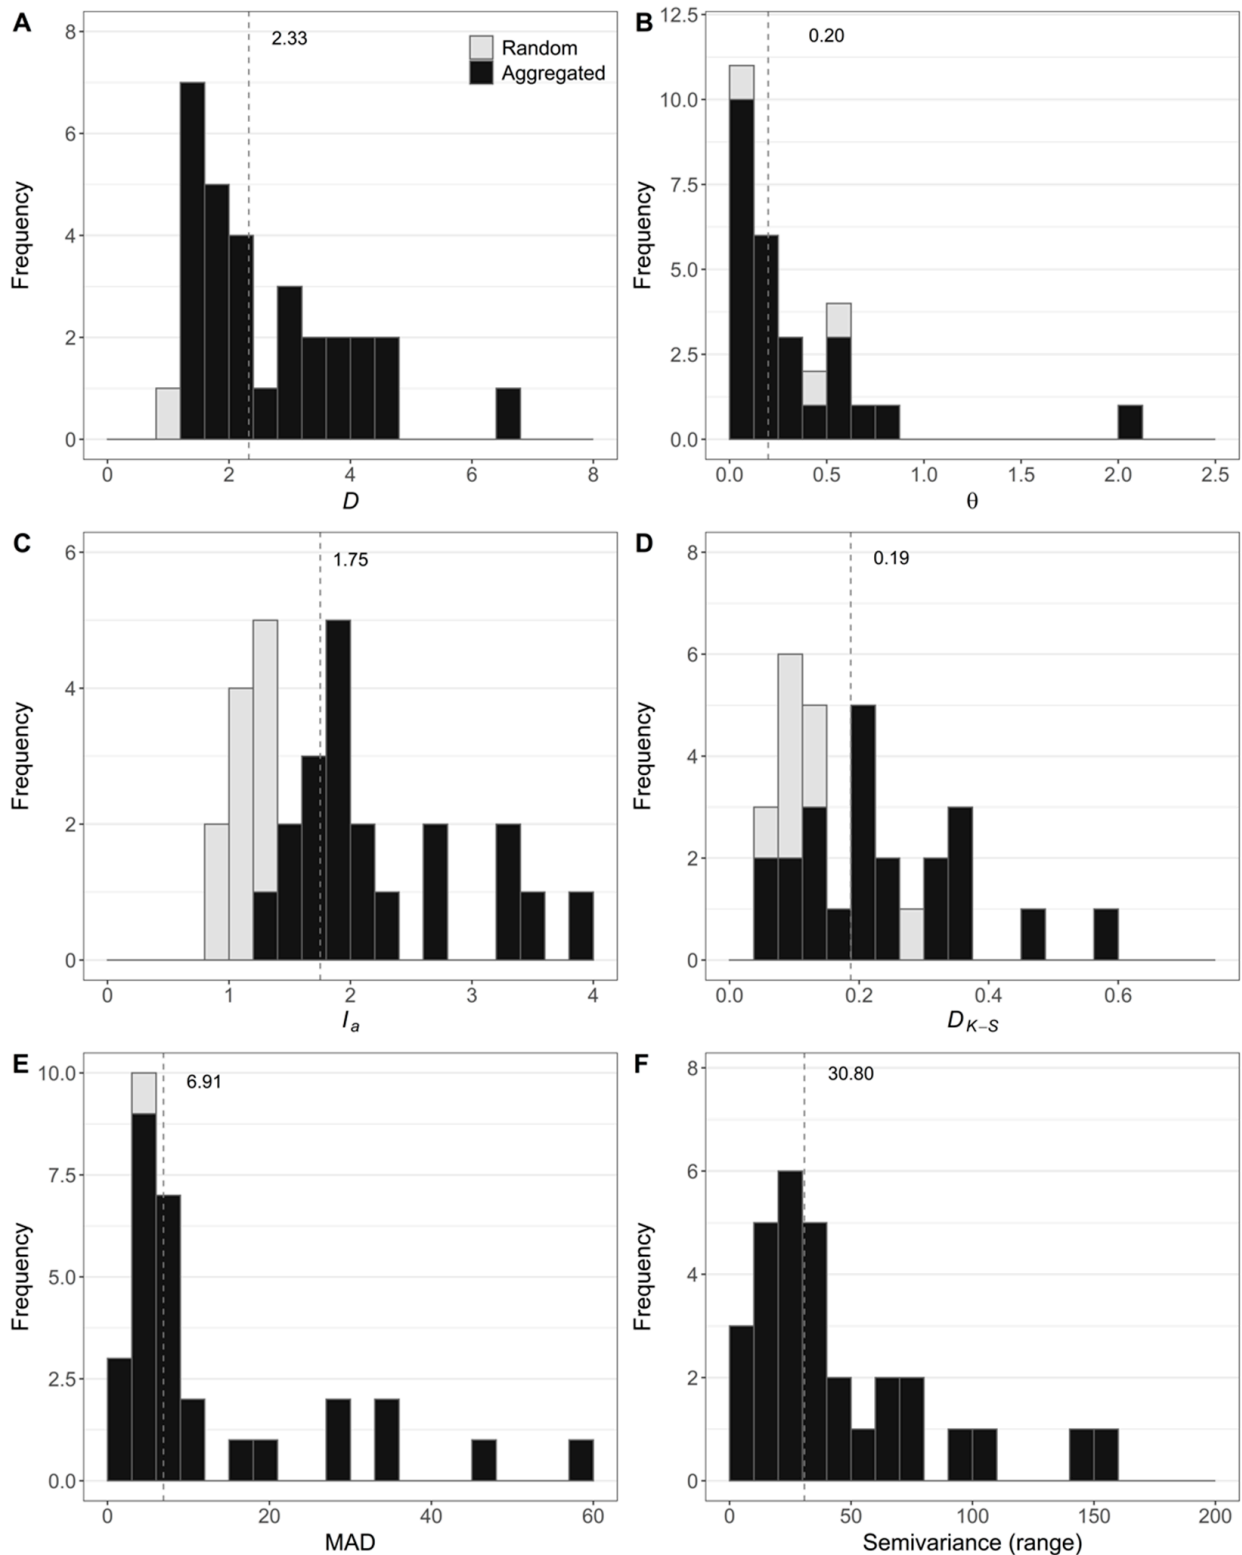 A
2.33
Random
Aggregated
8
6
4
2
0
Frequency
0 2 4 6 8
D
B
0.20
12.5
10.0
7.5
5.0
2.5
0.0
Frequency
0.0 0.5 1.0 1.5 2.0 2.5
θ
C
1.75
6
4
2
0
Frequency
0 1 2 3 4
I a
D
0.19
8
6
4
2
0
Frequency
0.0 0.2 0.4 0.6
D K–S
E
6.91
10.0
7.5
5.0
2.5
0.0
Frequency
0 20 40 60
MAD
F
30.80
8
6
4
2
0
Frequency
0 50 100 150 200
Semivariance (range)